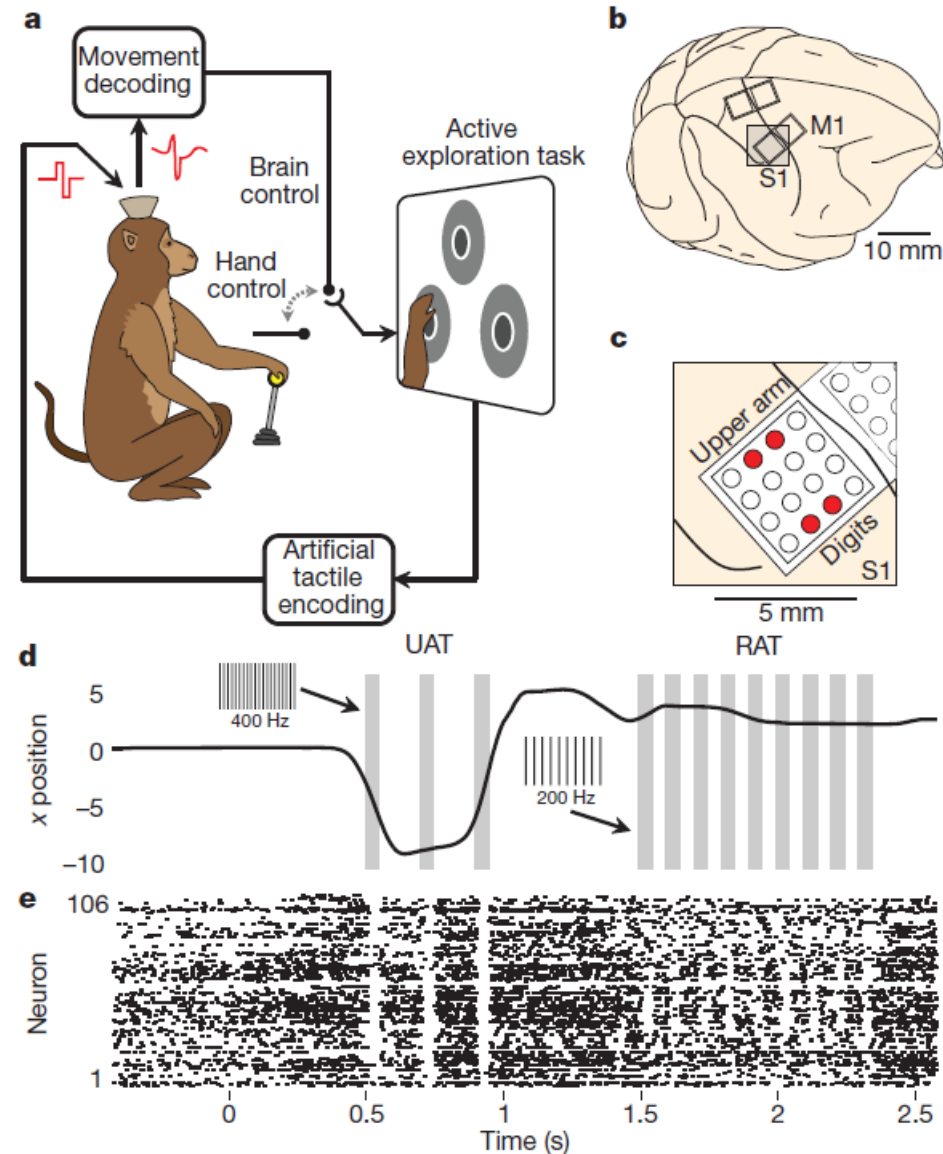 a
Movement
decoding
Brain
control
Hand
control
Active
exploration task
Artificial
tactile
encoding
b
M1
S1
10 mm
c
Upper arm
Digits
S1
5 mm
d
UAT
RAT
400 Hz
200 Hz
x position
5
0
−5
−10
e
106
Neuron
1
0
0.5
1
1.5
2
2.5
Time (s)